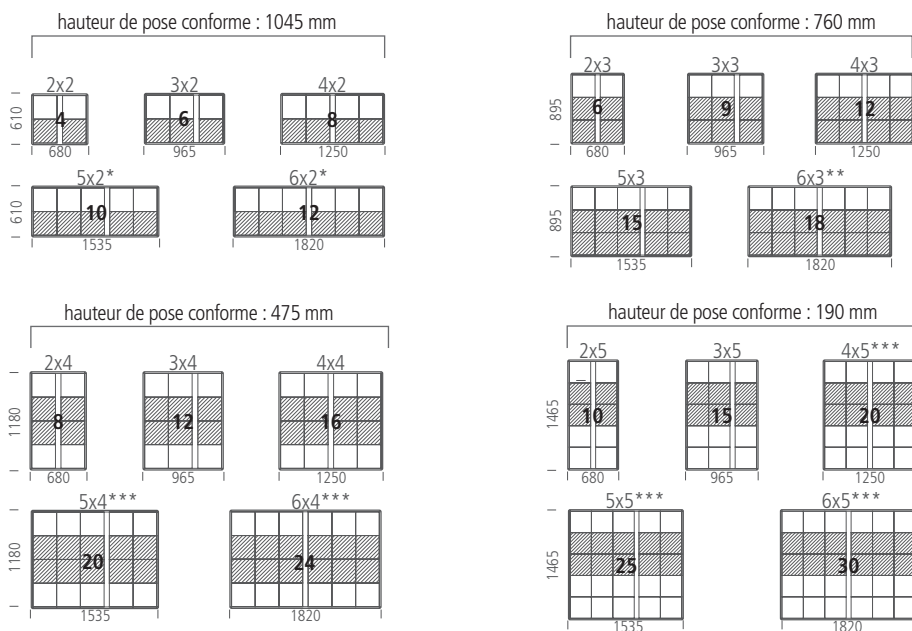 hauteur de pose conforme : 1045 mm
2x2 3x2 4x2
610
4 6 8
680 965 1250
5x2* 6x2*
610
10 12
1535 1820
hauteur de pose conforme : 760 mm
2x3 3x3 4x3
895
6 9 12
680 965 1250
5x3 6x3**
895
15 18
1535 1820
hauteur de pose conforme : 475 mm
2x4 3x4 4x4
1180
8 12 16
680 965 1250
5x4*** 6x4***
1180
20 24
1535 1820
hauteur de pose conforme : 190 mm
2x5 3x5 4x5***
1465
10 15 20
680 965 1250
5x5*** 6x5***
1465
25 30
1535 1820